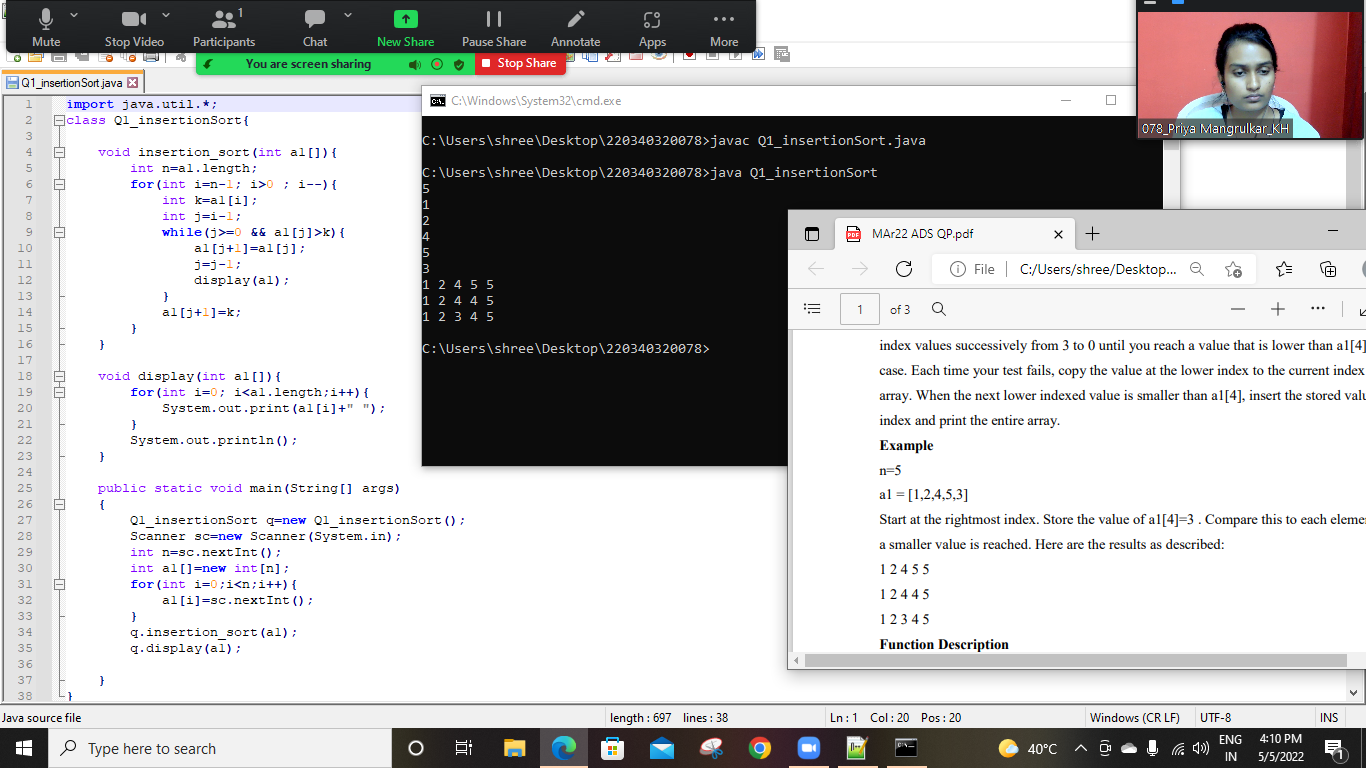 Mute
Stop Video
Participants
1
Chat
New Share
Pause Share
Annotate
Apps
More
You are screen sharing
Stop Share
078_Priya Mangrulkar_KH
Q1_insertionSort.java
1 import java.util.*;
2 class Q1_insertionSort{
3
4 void insertion_sort(int a1[]){
5 int n=a1.length;
6 for(int i=n-1; i>0 ; i--){
7 int k=a1[i];
8 int j=i-1;
9 while(j>=0 && a1[j]>k){
10 a1[j+1]=a1[j];
11 j=j-1;
12 display(a1);
13 }
14 a1[j+1]=k;
15 }
16 }
17
18 void display(int a1[]){
19 for(int i=0; i<a1.length;i++){
20 System.out.print(a1[i]+" ");
21 }
22 System.out.println();
23 }
24
25 public static void main(String[] args)
26 {
27 Q1_insertionSort q=new Q1_insertionSort();
28 Scanner sc=new Scanner(System.in);
29 int n=sc.nextInt();
30 int a1[]=new int[n];
31 for(int i=0;i<n;i++){
32 a1[i]=sc.nextInt();
33 }
34 q.insertion_sort(a1);
35 q.display(a1);
36
37 }
38 }
C:\Windows\System32\cmd.exe
C:\Users\shree\Desktop\220340320078>javac Q1_insertionSort.java
C:\Users\shree\Desktop\220340320078>java Q1_insertionSort
5
1
2
4
5
3
1 2 4 5 5
1 2 4 4 5
1 2 3 4 5
C:\Users\shree\Desktop\220340320078>
PDF
MAr22 ADS QP.pdf
File
C:/Users/shree/Desktop...
1 of 3
index values successively from 3 to 0 until you reach a value that is lower than a1[4]
case. Each time your test fails, copy the value at the lower index to the current index
array. When the next lower indexed value is smaller than a1[4], insert the stored valu
index and print the entire array.
Example
n=5
a1 = [1,2,4,5,3]
Start at the rightmost index. Store the value of a1[4]=3 . Compare this to each eleme
a smaller value is reached. Here are the results as described:
1 2 4 5 5
1 2 4 4 5
1 2 3 4 5
Function Description
Java source file
length : 697 lines : 38
Ln : 1 Col : 20 Pos : 20
Windows (CR LF)
UTF-8
INS
Type here to search
40°C
ENG
IN
4:10 PM
5/5/2022
1